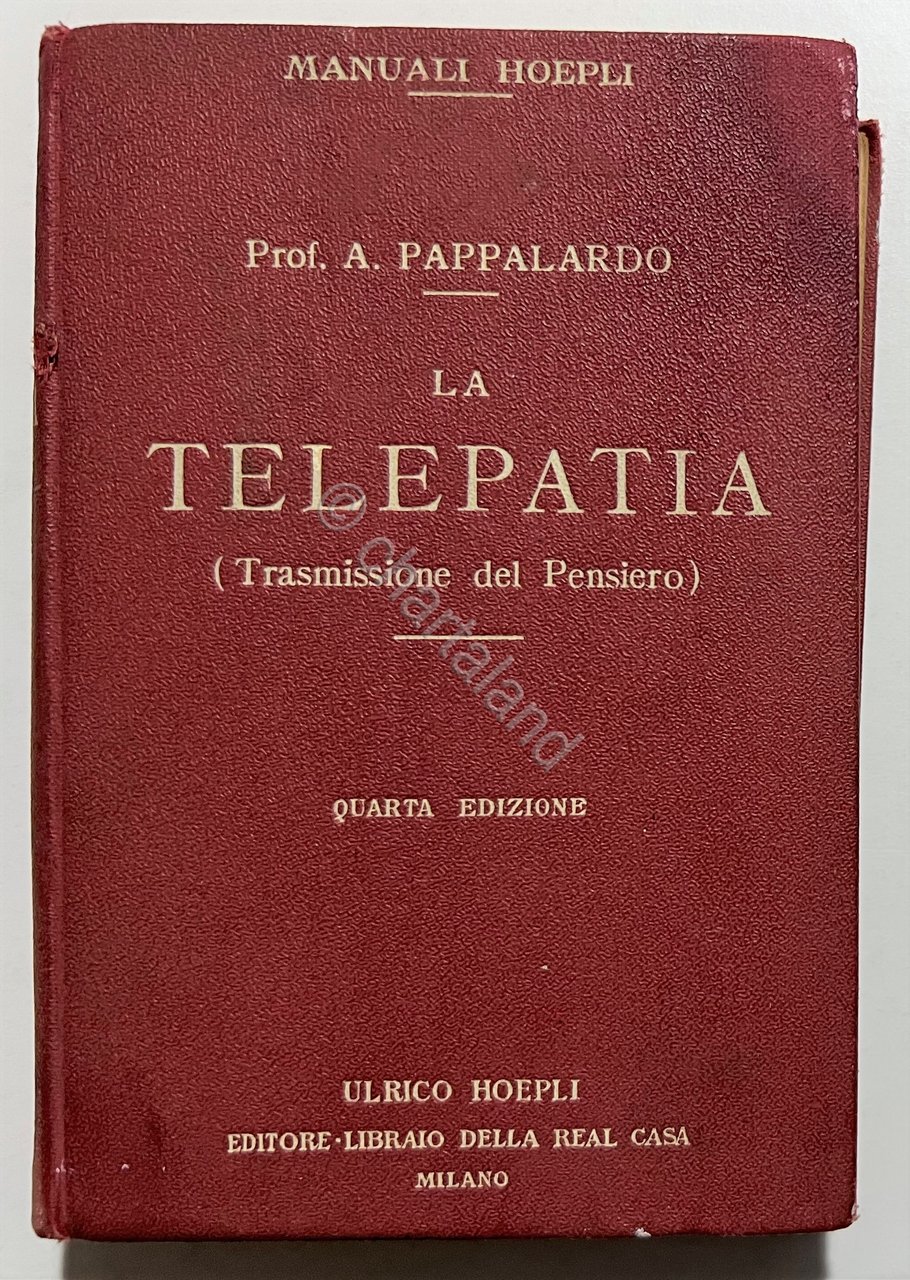 MANUALI HOEPLI
Prof. A. PAPPALARDO
LA
TELEPATIA
(Trasmissione del Pensiero)
QUARTA EDIZIONE
ULRICO HOEPLI
EDITORE-LIBRAIO DELLA REAL CASA
MILANO
© chartaland